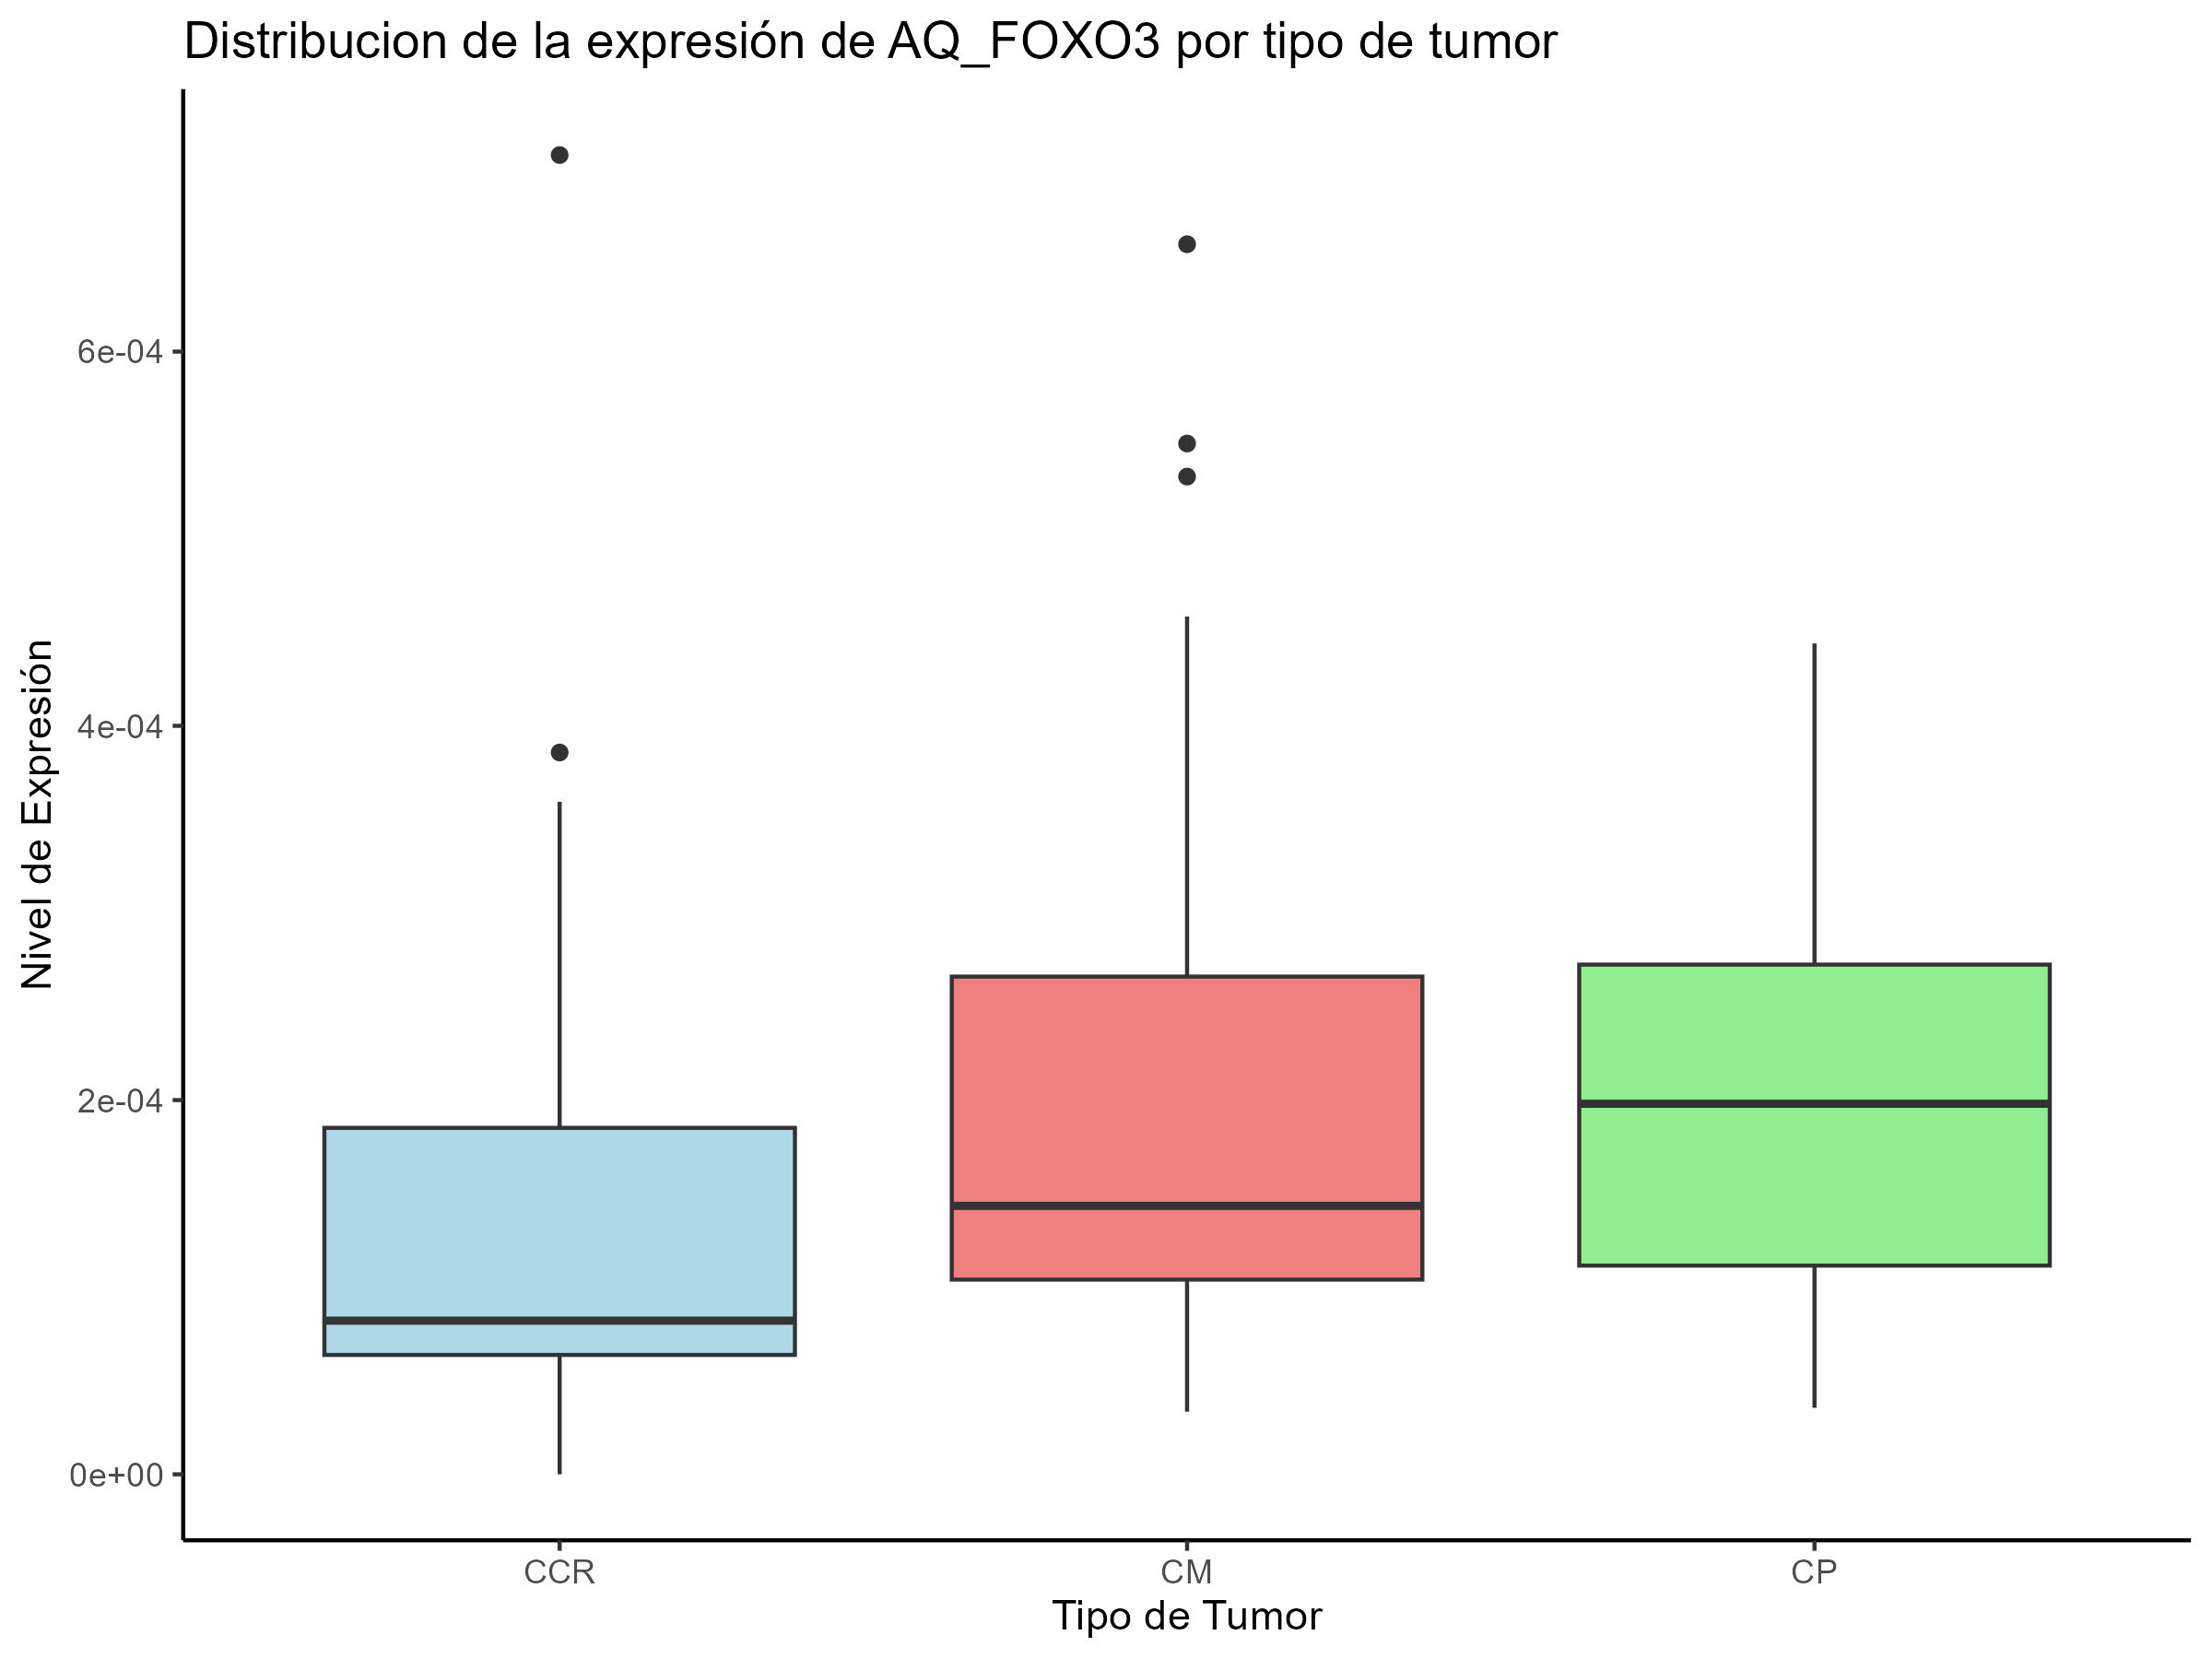 Distribucion de la expresión de AQ_FOXO3 por tipo de tumor
Nivel de Expresión
6e-04
4e-04
2e-04
0e+00
CCR CM CP
Tipo de Tumor